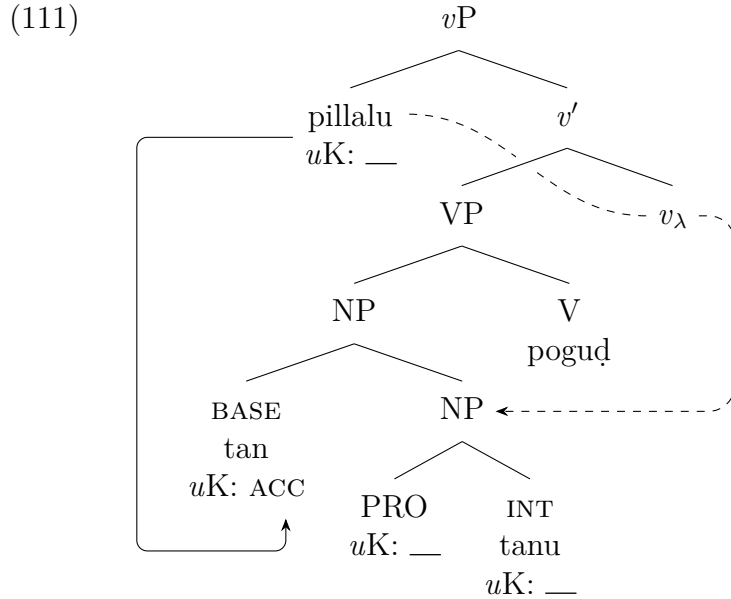 (111)
vP
pillalu
uK: __
v′
VP
v_λ
NP
V
poguḍ
BASE
tan
uK: ACC
NP
PRO
uK: __
INT
tanu
uK: __